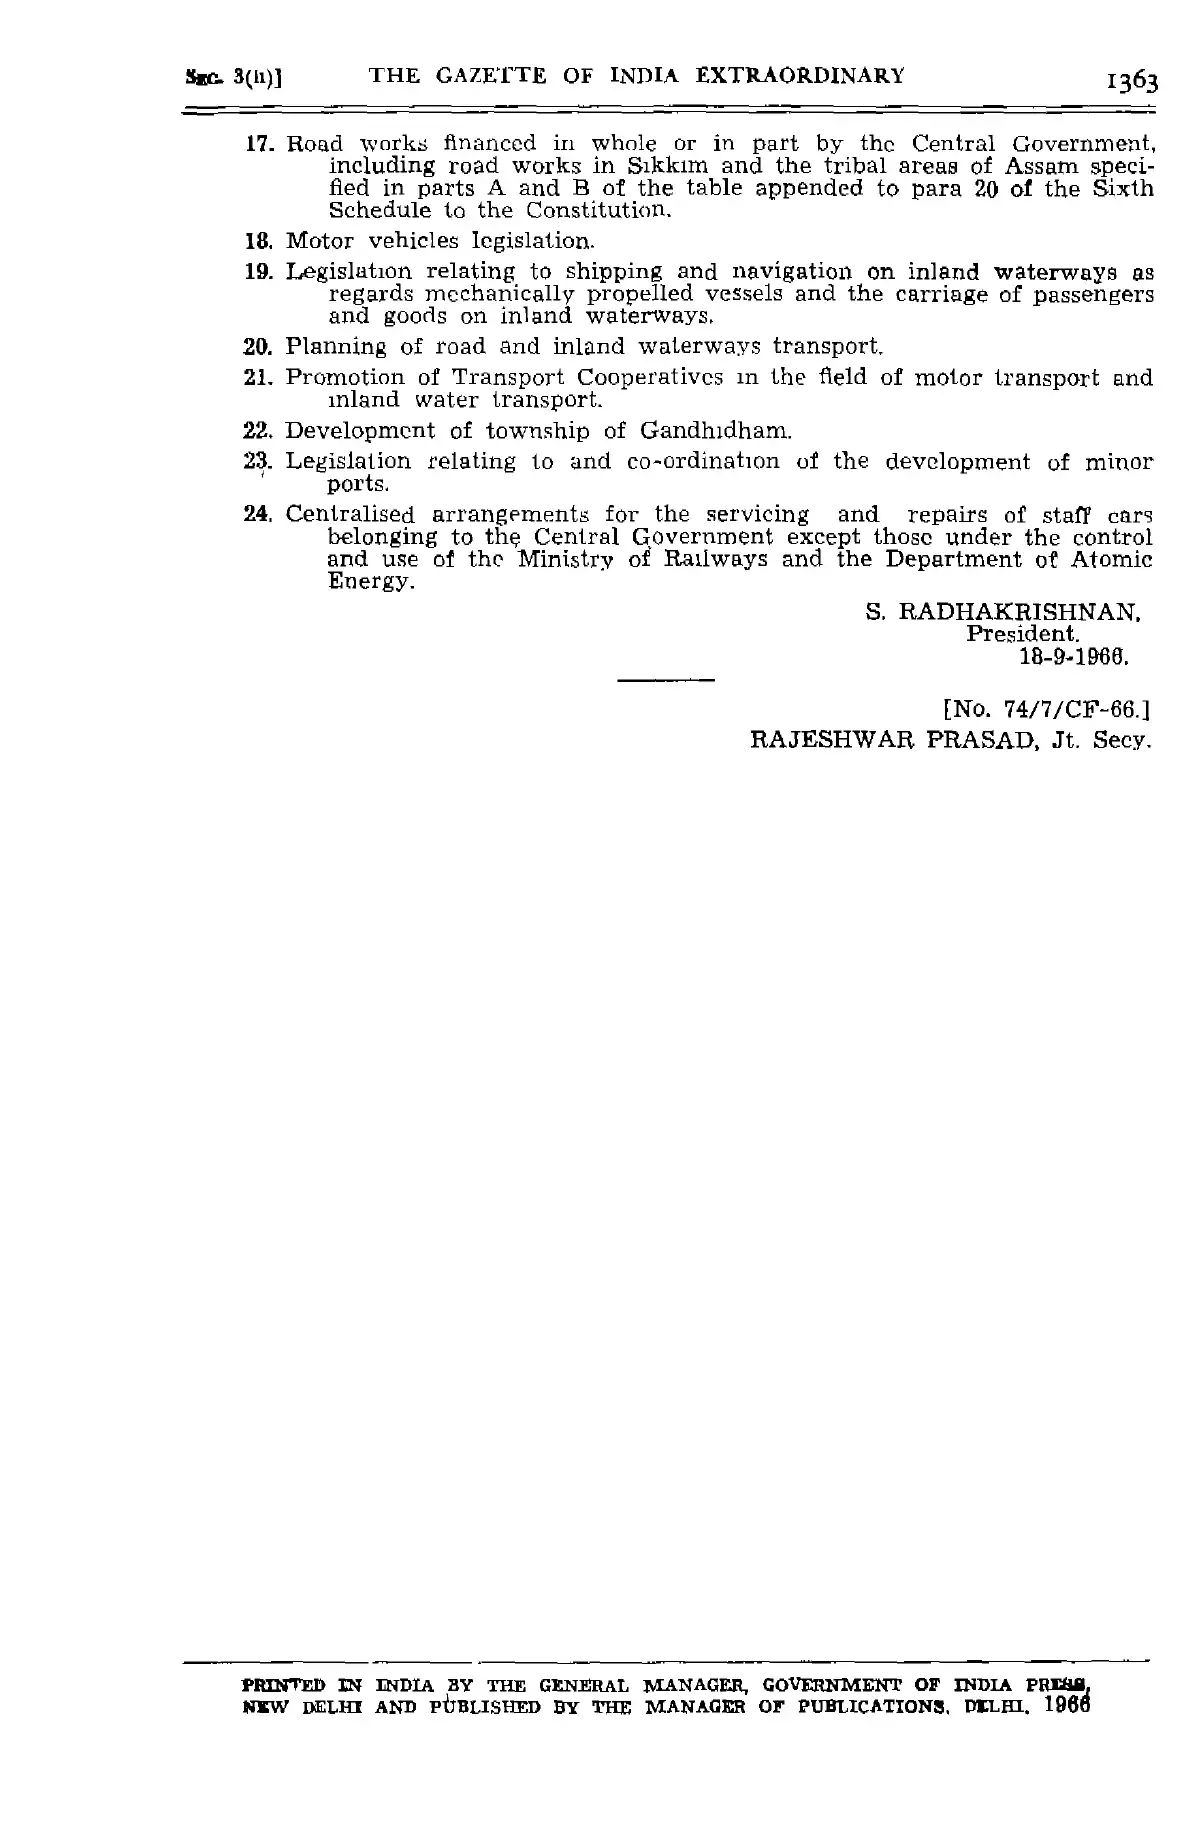 SEC. 3(ii)] THE GAZETTE OF INDIA EXTRAORDINARY 1363
17. Road works financed in whole or in part by the Central Government,
including road works in Sikkim and the tribal areas of Assam speci-
fied in parts A and B of the table appended to para 20 of the Sixth
Schedule to the Constitution.
18. Motor vehicles legislation.
19. Legislation relating to shipping and navigation on inland waterways as
regards mechanically propelled vessels and the carriage of passengers
and goods on inland waterways.
20. Planning of road and inland waterways transport.
21. Promotion of Transport Cooperatives in the field of motor transport and
inland water transport.
22. Development of township of Gandhidham.
23. Legislation relating to and co-ordination of the development of minor
ports.
24. Centralised arrangements for the servicing and repairs of staff cars
belonging to the Central Government except those under the control
and use of the Ministry of Railways and the Department of Atomic
Energy.
S. RADHAKRISHNAN,
President.
18-9-1966.
[No. 74/7/CF-66.]
RAJESHWAR PRASAD, Jt. Secy.
PRINTED IN INDIA BY THE GENERAL MANAGER, GOVERNMENT OF INDIA PRESS,
NEW DELHI AND PUBLISHED BY THE MANAGER OF PUBLICATIONS, DELHI, 1966